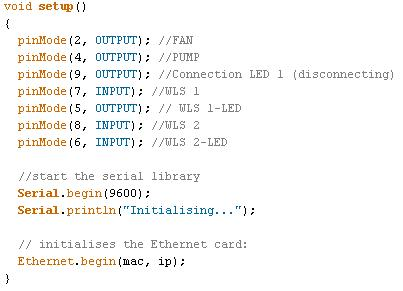 void setup()
{
  pinMode(2, OUTPUT); //FAN
  pinMode(4, OUTPUT); //PUMP
  pinMode(9, OUTPUT); //Connection LED 1 (disconnecting)
  pinMode(7, INPUT); //WLS 1
  pinMode(5, OUTPUT); // WLS 1-LED
  pinMode(8, INPUT); //WLS 2
  pinMode(6, INPUT); //WLS 2-LED

  //start the serial library
  Serial.begin(9600);
  Serial.println("Initialising...");

  // initialises the Ethernet card:
  Ethernet.begin(mac, ip);
}